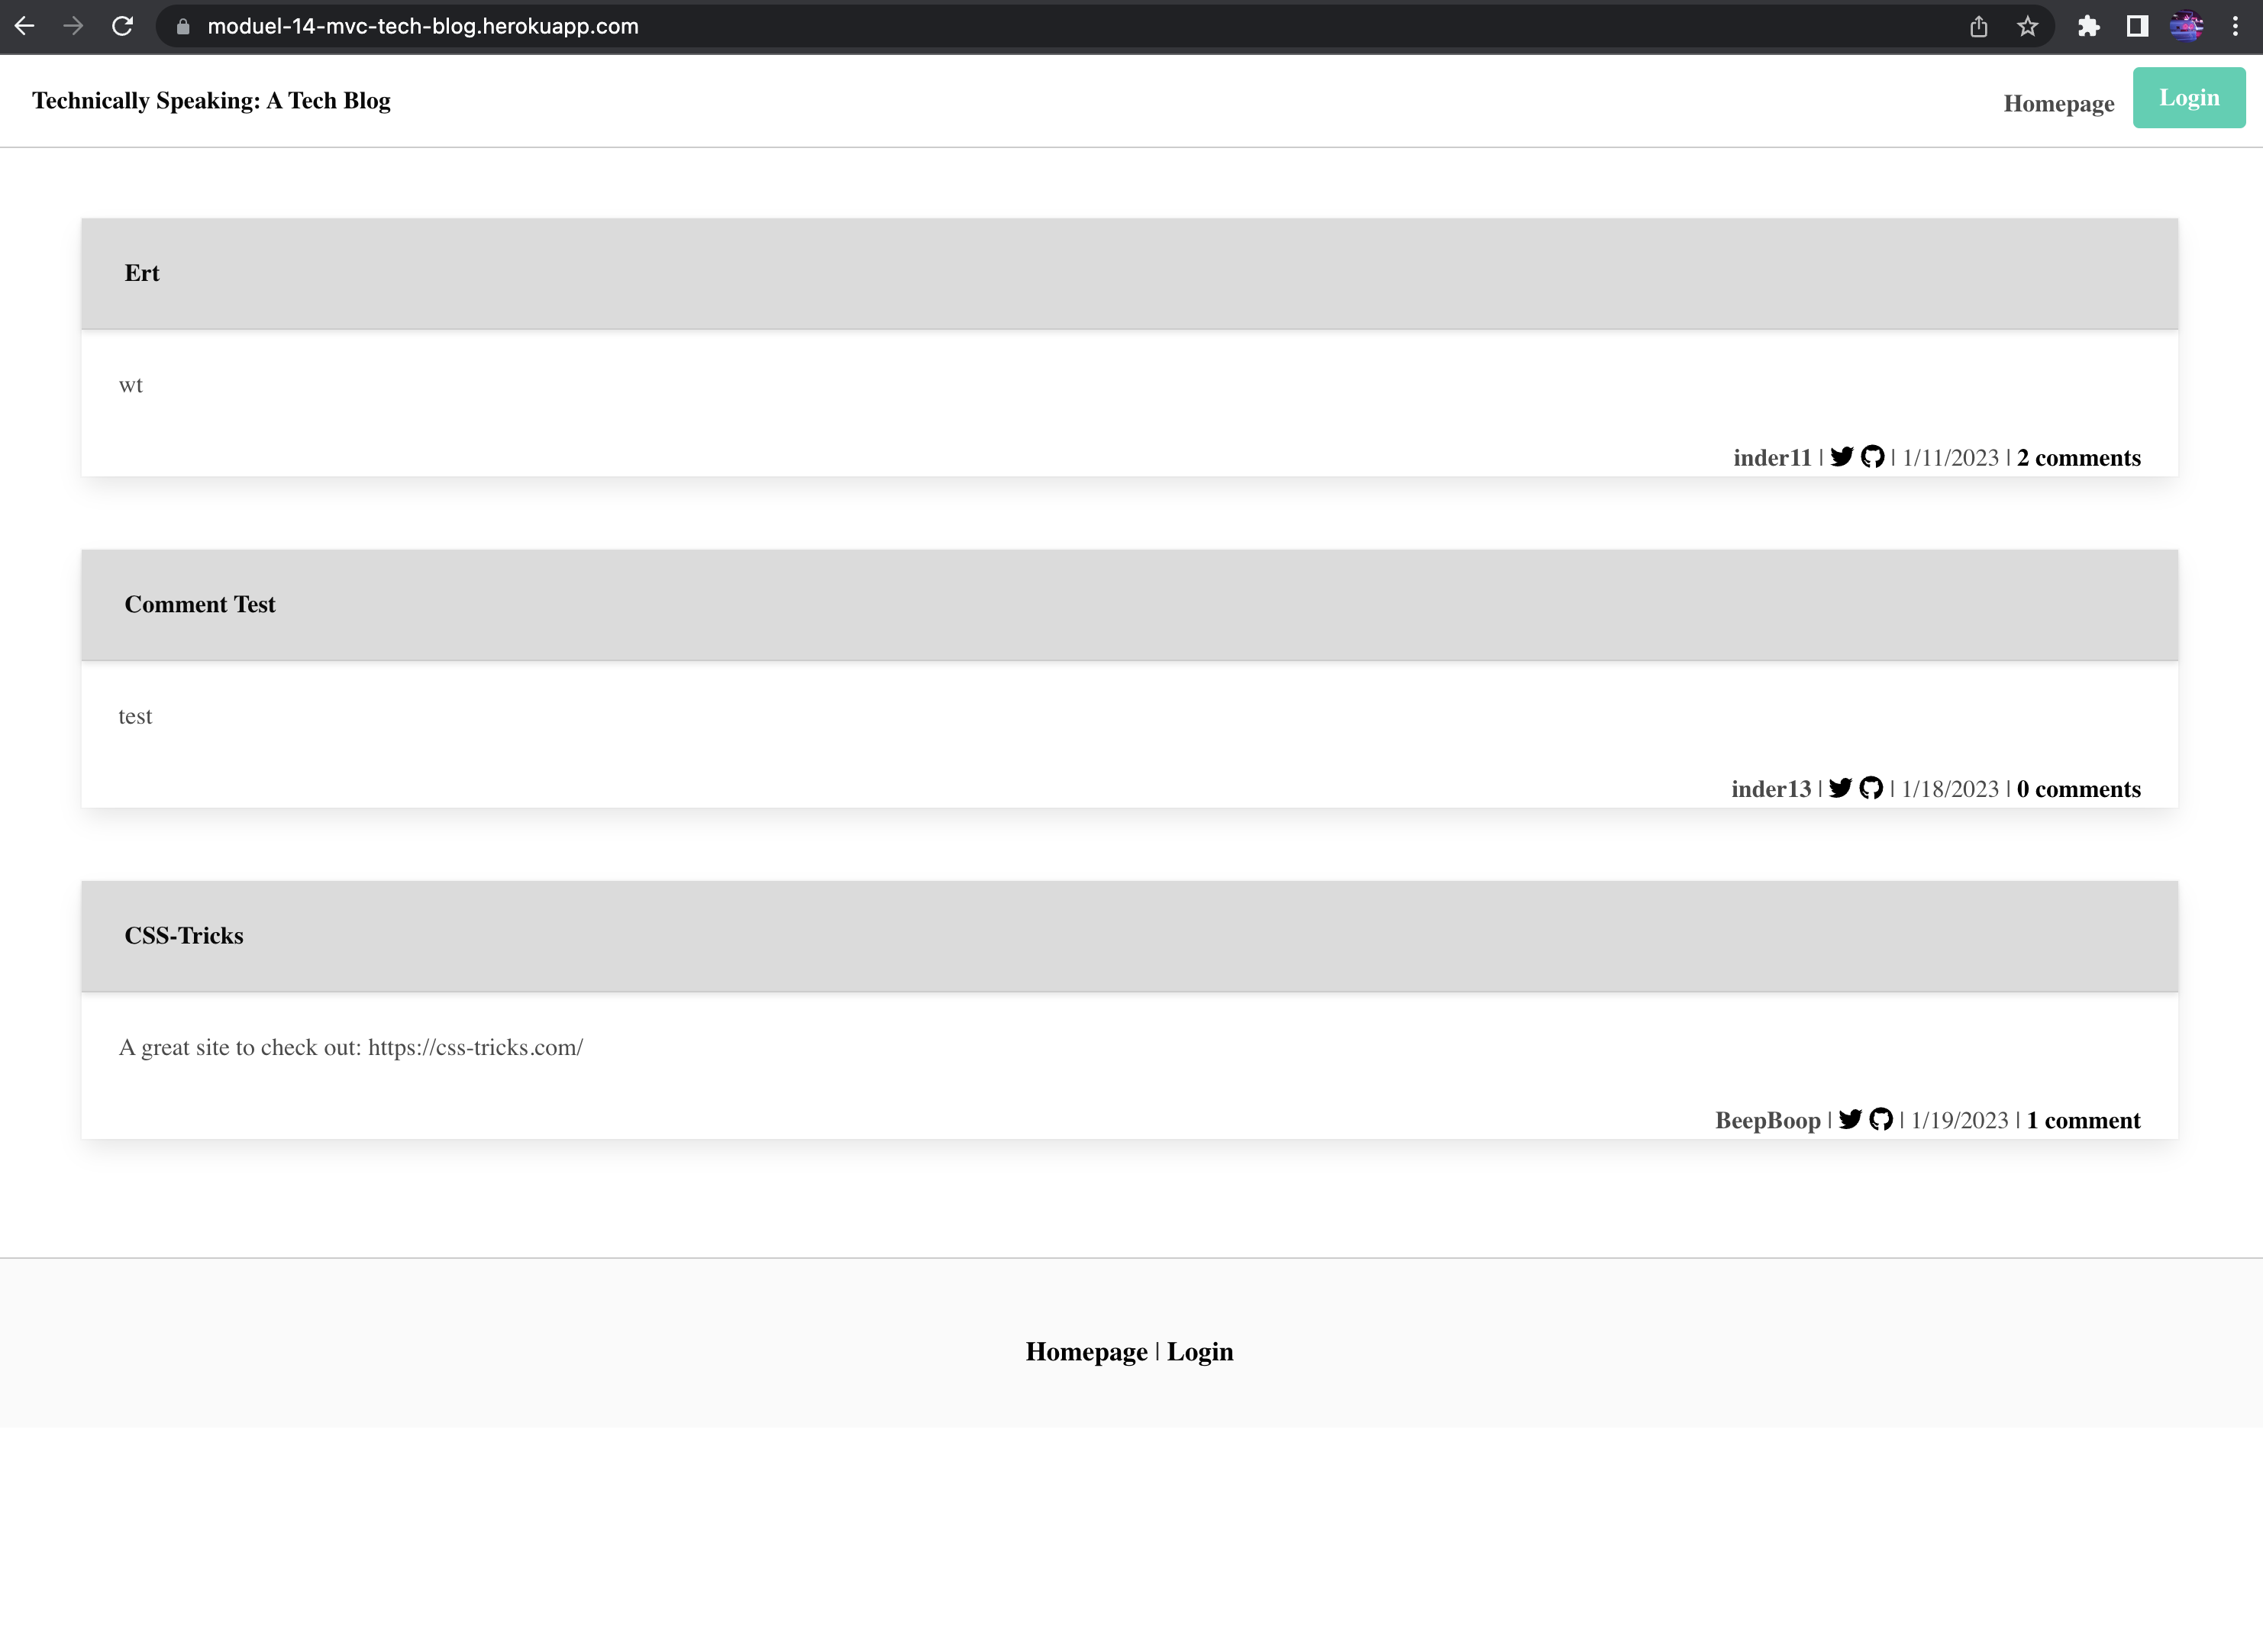 moduel-14-mvc-tech-blog.herokuapp.com
Technically Speaking: A Tech Blog
Homepage
Login
Ert
wt
inder11 | | 1/11/2023 | 2 comments
Comment Test
test
inder13 | | 1/18/2023 | 0 comments
CSS-Tricks
A great site to check out: https://css-tricks.com/
BeepBoop | | 1/19/2023 | 1 comment
Homepage | Login